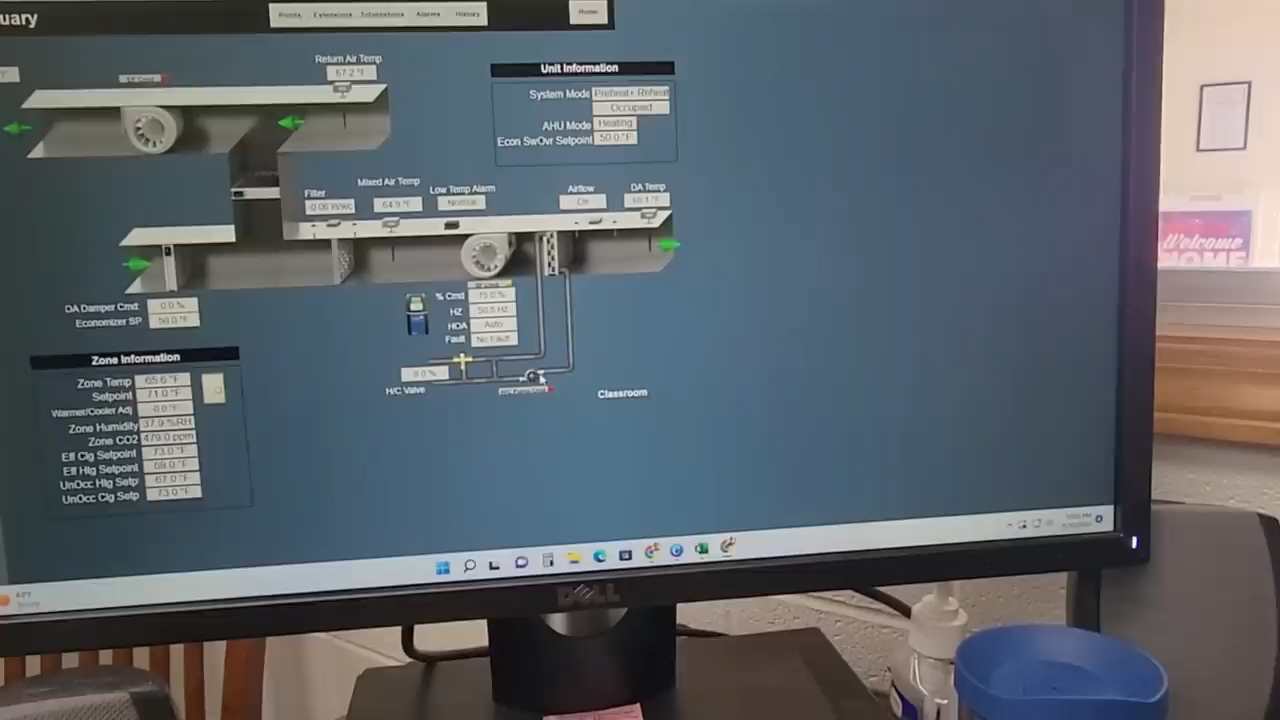 uary
Points Extensions Alarms History
Home
°F
Return Air Temp
67.2 °F
Unit Information
System Mode Preheat+ Reheat
Occupied
AHU Mode Heating
Econ SwOvr Setpoint 50.0 °F
Filter
Mixed Air Temp
64.9 °F
Low Temp Alarm
Normal
Airflow
On
DA Temp
OA Damper Cmd 0.0 %
Economizer SP 50.0 °F
% Cmd 75.0 %
HZ 50.5 Hz
HOA Auto
Fault No Fault
0.0 %
H/C Valve
Classroom
Zone Information
Zone Temp 65.6 °F
Setpoint 71.0 °F
Warmer/Cooler Adj -0.0 °F
Zone Humidity 37.9 %RH
Zone CO2 479.0 ppm
Eff Clg Setpoint 73.0 °F
Eff Htg Setpoint 69.0 °F
UnOcc Htg Setp 67.0 °F
UnOcc Clg Setp 73.0 °F
DELL
Welcome
HOME